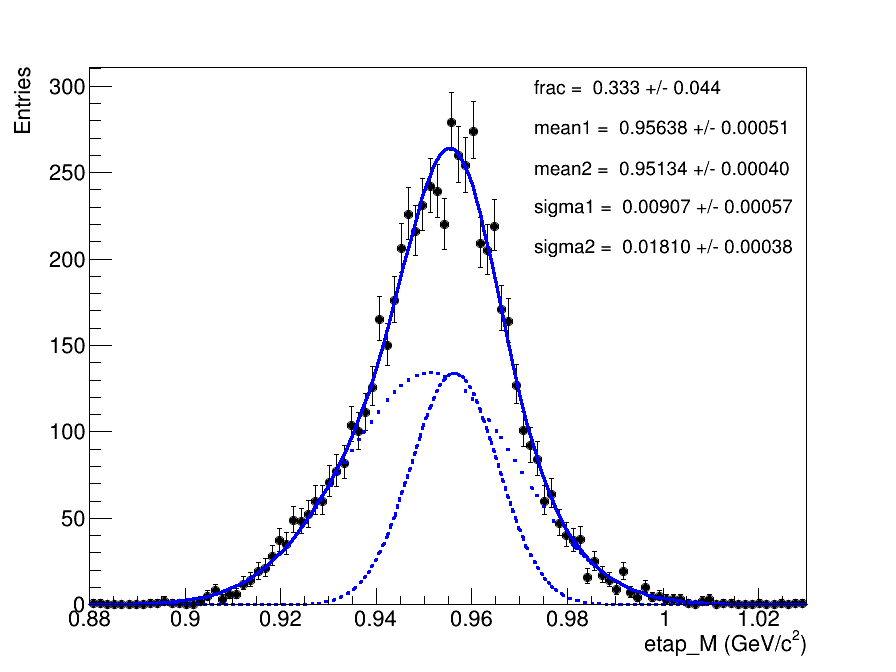 Entries
300
250
200
150
100
50
0
frac = 0.333 +/- 0.044
mean1 = 0.95638 +/- 0.00051
mean2 = 0.95134 +/- 0.00040
sigma1 = 0.00907 +/- 0.00057
sigma2 = 0.01810 +/- 0.00038
0.88 0.9 0.92 0.94 0.96 0.98 1 1.02
etap_M (GeV/c²)